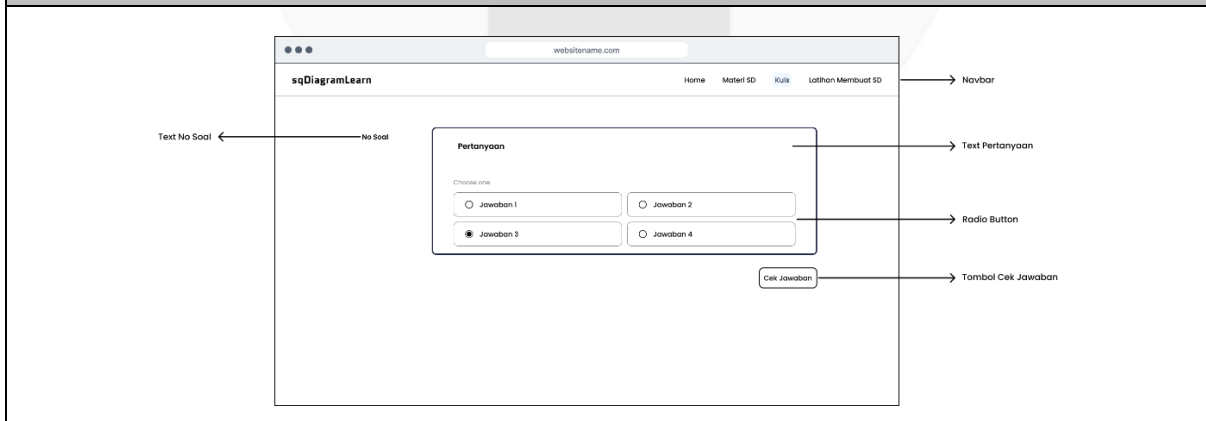 websitename.com
sqDiagramLearn
Home Materi SD Kuis Latihan Membuat SD
Navbar
Text No Soal
No Soal
Pertanyaan
Text Pertanyaan
Choose one
Jawaban 1
Jawaban 2
Radio Button
Jawaban 3
Jawaban 4
Cek Jawaban
Tombol Cek Jawaban